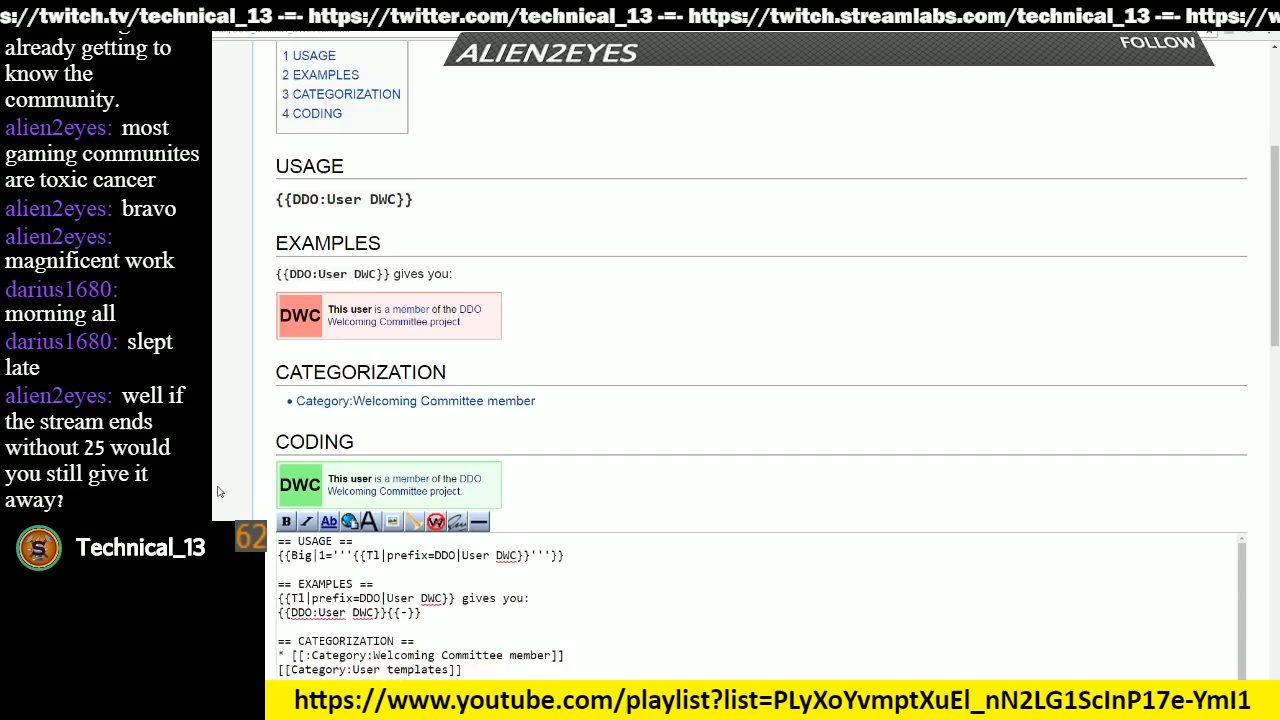 s://twitch.tv/technical_13 -=- https://twitter.com/technical_13 -=- https://twitch.streamlabs.com/technical_13 -=- https://w
already getting to
know the
community.
alien2eyes: most
gaming communites
are toxic cancer
alien2eyes: bravo
alien2eyes:
magnificent work
darius1680:
morning all
darius1680: slept
late
alien2eyes: well if
the stream ends
without 25 would
you still give it
away?
Technical_13
62
ALIEN2EYES
FOLLOW
1 USAGE
2 EXAMPLES
3 CATEGORIZATION
4 CODING
USAGE
{{DDO:User DWC}}
EXAMPLES
{{DDO:User DWC}} gives you:
DWC
This user is a member of the DDO
Welcoming Committee project.
CATEGORIZATION
• Category:Welcoming Committee member
CODING
DWC
This user is a member of the DDO
Welcoming Committee project.
B I Ab A W
== USAGE ==
{{Big|1='''{{Tl|prefix=DDO|User DWC}}'''}}
== EXAMPLES ==
{{Tl|prefix=DDO|User DWC}} gives you:
{{DDO:User DWC}}{{-}}
== CATEGORIZATION ==
* [[:Category:Welcoming Committee member]]
[[Category:User templates]]
https://www.youtube.com/playlist?list=PLyXoYvmptXuEl_nN2LG1ScInP17e-YmI1